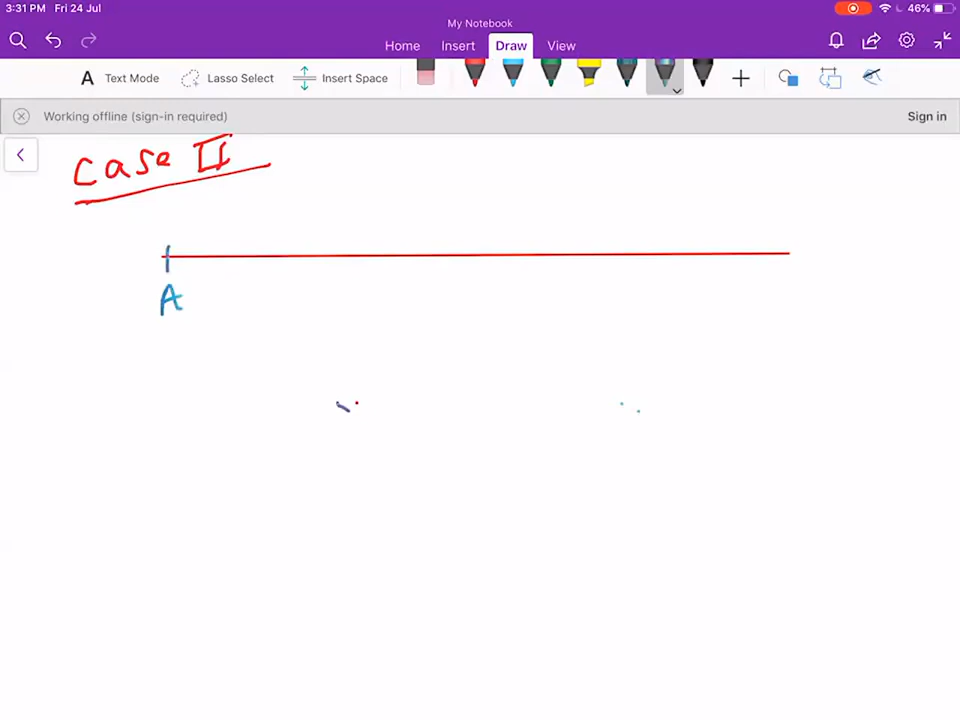 3:31 PM Fri 24 Jul
46%
My Notebook
Home Insert Draw View
A Text Mode Lasso Select Insert Space
Working offline (sign-in required) Sign in
Case II
A